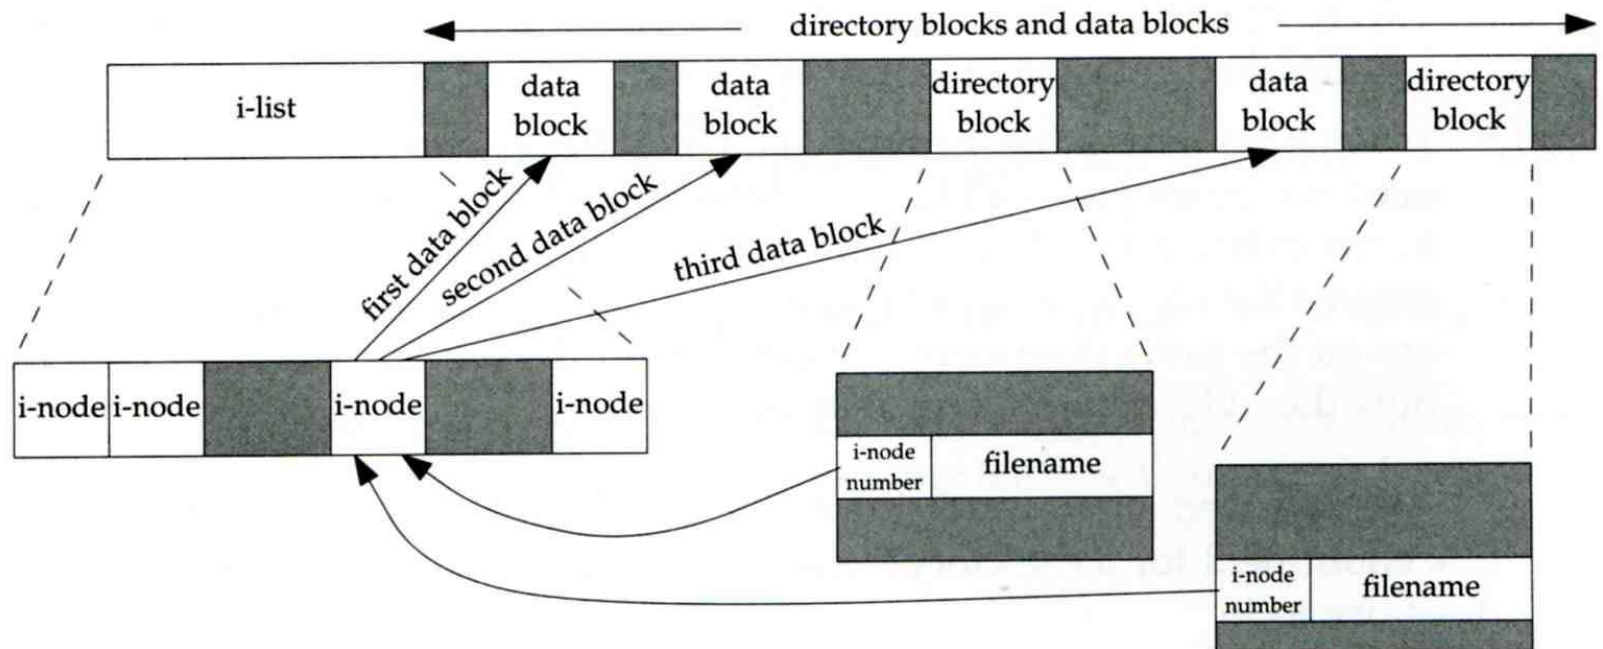 directory blocks and data blocks
i-list
data
block
data
block
directory
block
data
block
directory
block
first data block
second data block
third data block
i-node
i-node
i-node
i-node
i-node
number
filename
i-node
number
filename